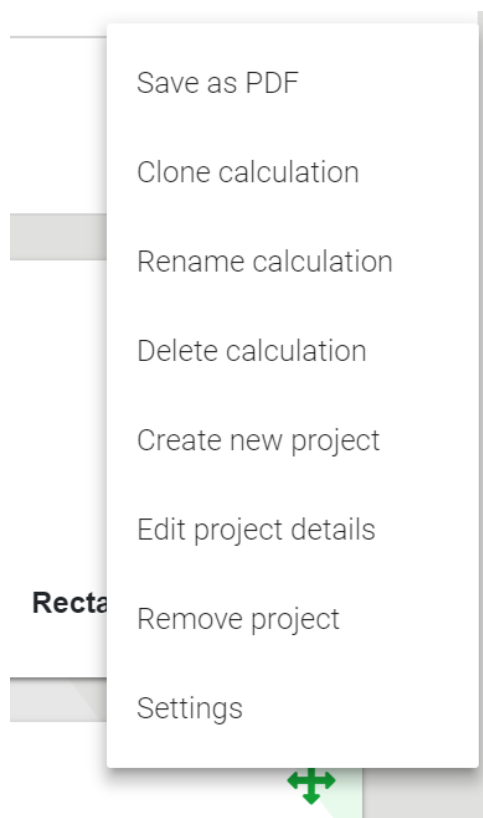 Save as PDF
Clone calculation
Rename calculation
Delete calculation
Create new project
Edit project details
Recta
Remove project
Settings